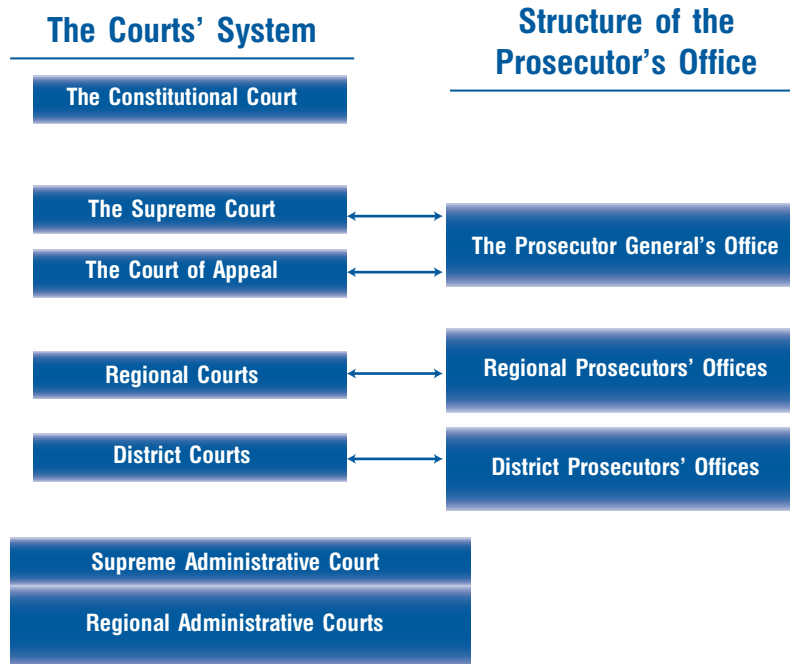 The Courts' System
The Constitutional Court
The Supreme Court
The Court of Appeal
Regional Courts
District Courts
Supreme Administrative Court
Regional Administrative Courts
Structure of the
Prosecutor's Office
The Prosecutor General's Office
Regional Prosecutors' Offices
District Prosecutors' Offices